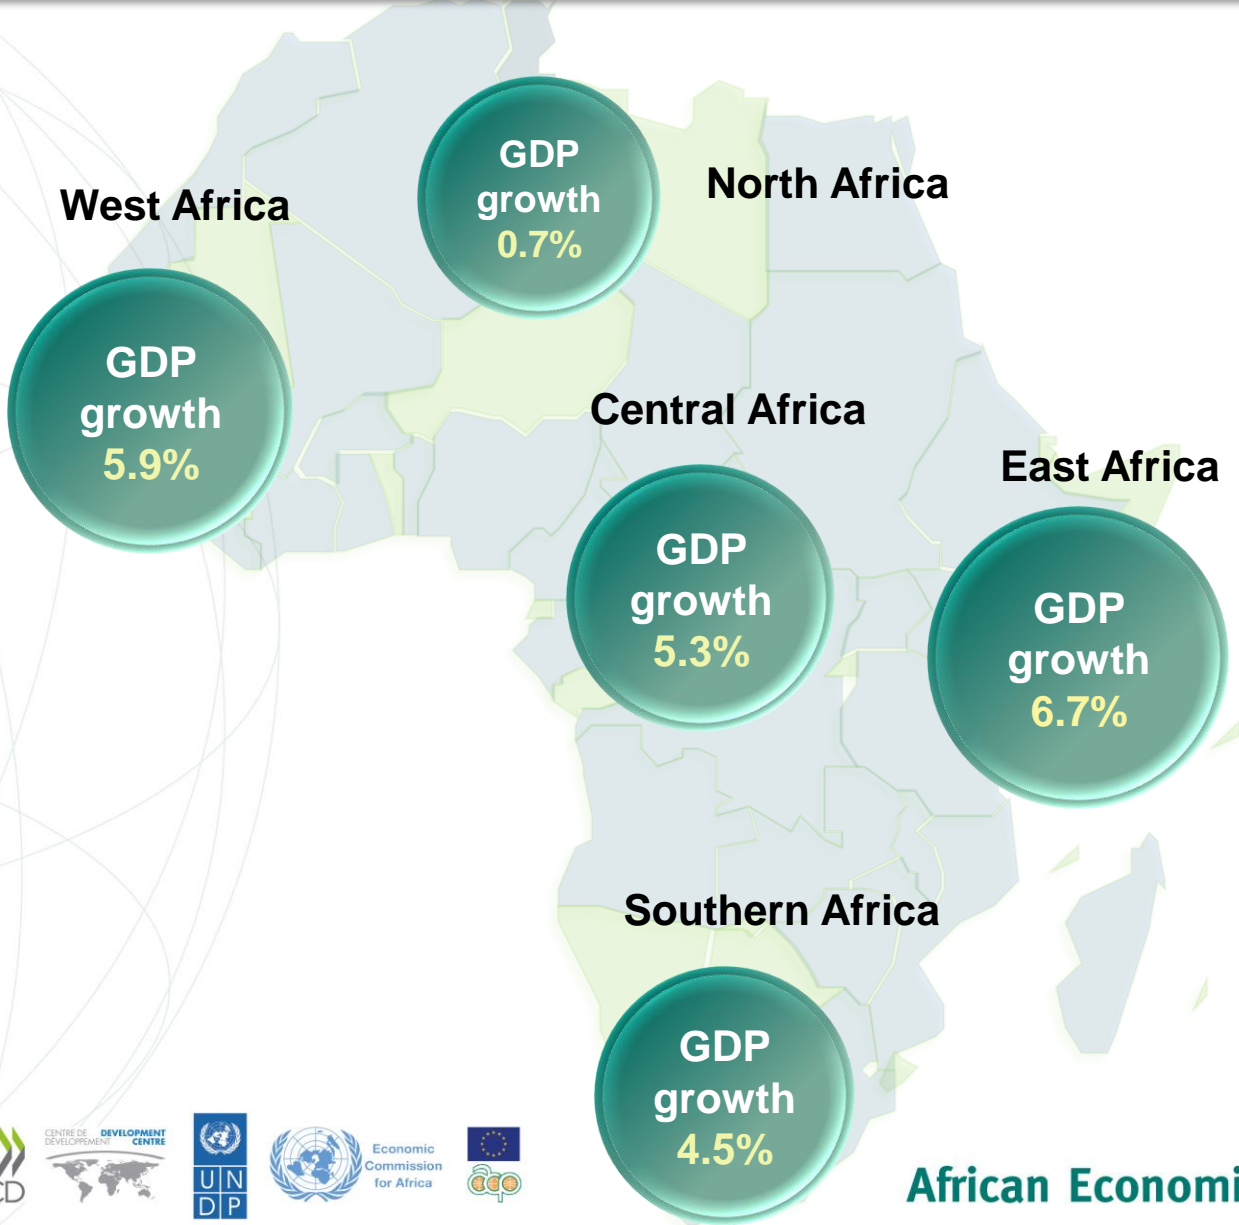 GDP
growth
0.7%
North Africa
West Africa
GDP
growth
5.9%
Central Africa
GDP
growth
5.3%
East Africa
GDP
growth
6.7%
Southern Africa
GDP
growth
4.5%
CD
CENTRE DE DEVELOPMENT
DÉVELOPPEMENT CENTRE
U N
D P
Economic
Commission
for Africa
acp
African Economi